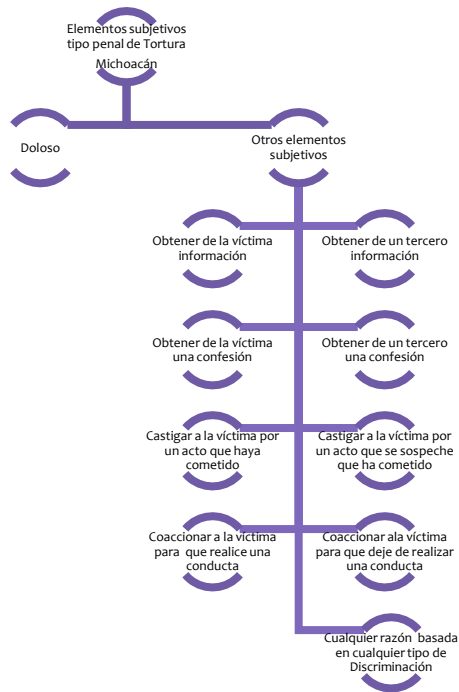 Elementos subjetivos
tipo penal de Tortura
Michoacán
Doloso
Otros elementos
subjetivos
Obtener de la víctima
información
Obtener de un tercero
información
Obtener de la víctima
una confesión
Obtener de un tercero
una confesión
Castigar a la víctima por
un acto que haya
cometido
Castigar a la víctima por
un acto que se sospeche
que ha cometido
Coaccionar a la víctima
para que realice una
conducta
Coaccionar ala víctima
para que deje de realizar
una conducta
Cualquier razón basada
en cualquier tipo de
Discriminación